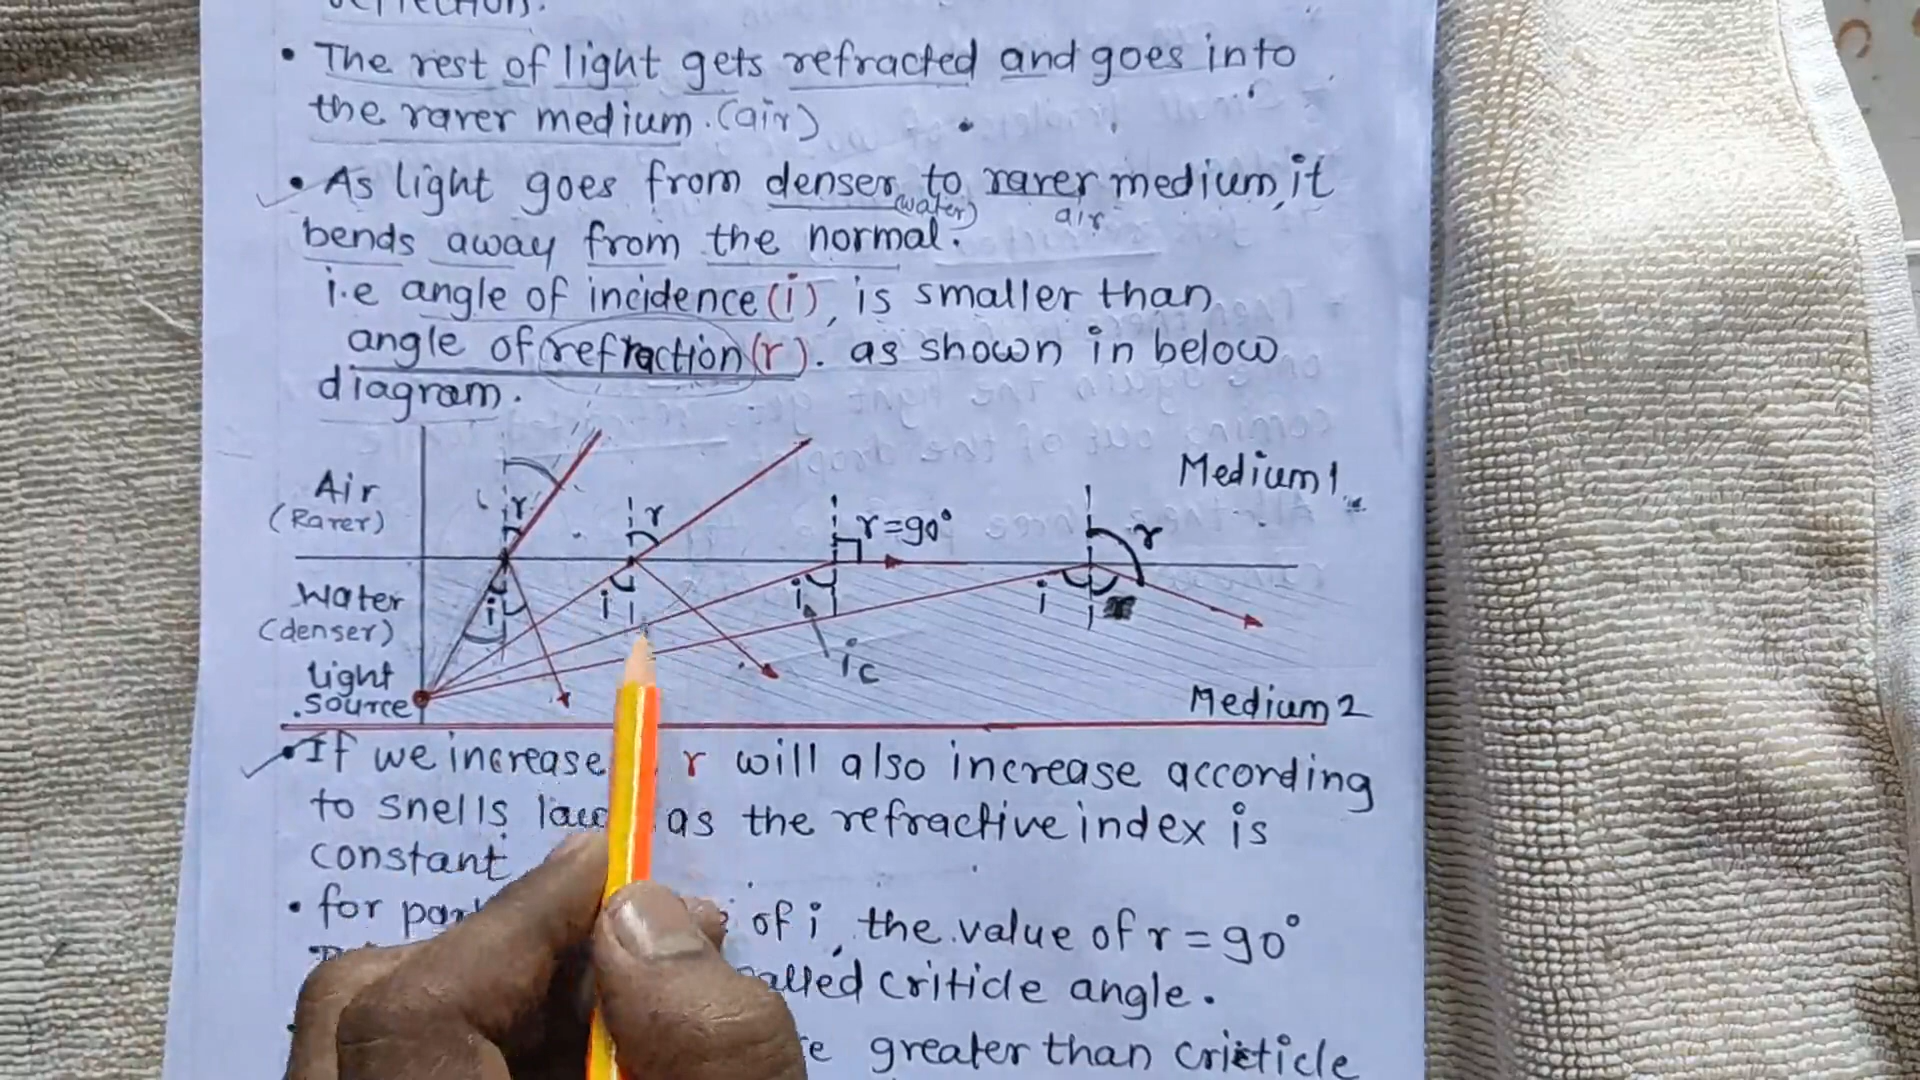 • The rest of light gets refracted and goes into
the rarer medium. (air)
• As light goes from denser to rarer medium, it
(water) air
bends away from the normal.
i.e angle of incidence (i), is smaller than
angle of refraction (r). as shown in below
diagram.
Medium 1
Air
(Rarer)
r r r=90° r
Water
(denser)
i i i i
ic
Light
source
Medium 2
• If we increase r will also increase according
to snells law as the refractive index is
constant
• for of i, the value of r = 90°
called criticle angle.
greater than criticle